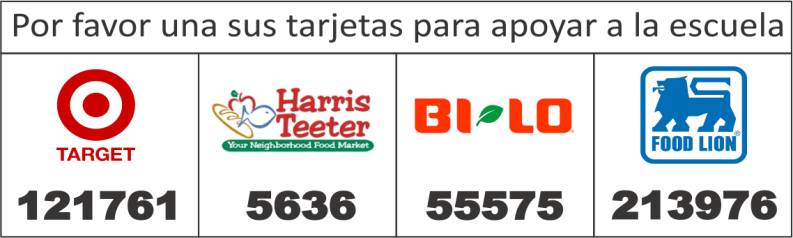 Por favor una sus tarjetas para apoyar a la escuela
TARGET
121761
Harris
Teeter
Your Neighborhood Food Market
5636
BI-LO
55575
FOOD LION®
213976